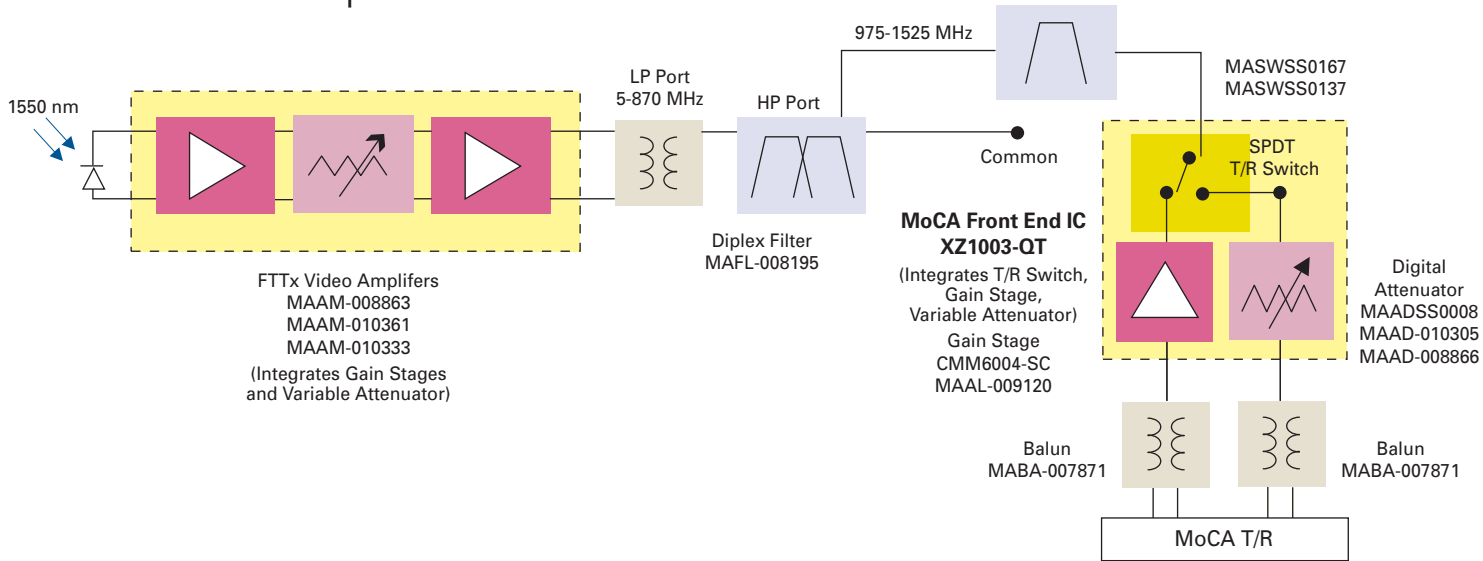 975-1525 MHz
LP Port
5-870 MHz
HP Port
MASWSS0167
MASWSS0137
1550 nm
SPDT
T/R Switch
Common
Diplex Filter
MAFL-008195
MoCA Front End IC
XZ1003-QT
(Integrates T/R Switch,
Gain Stage,
Variable Attenuator)
Gain Stage
CMM6004-SC
MAAL-009120
Digital
Attenuator
MAADSS0008
MAAD-010305
MAAD-008866
FTTx Video Amplifers
MAAM-008863
MAAM-010361
MAAM-010333
(Integrates Gain Stages
and Variable Attenuator)
Balun
MABA-007871
Balun
MABA-007871
MoCA T/R